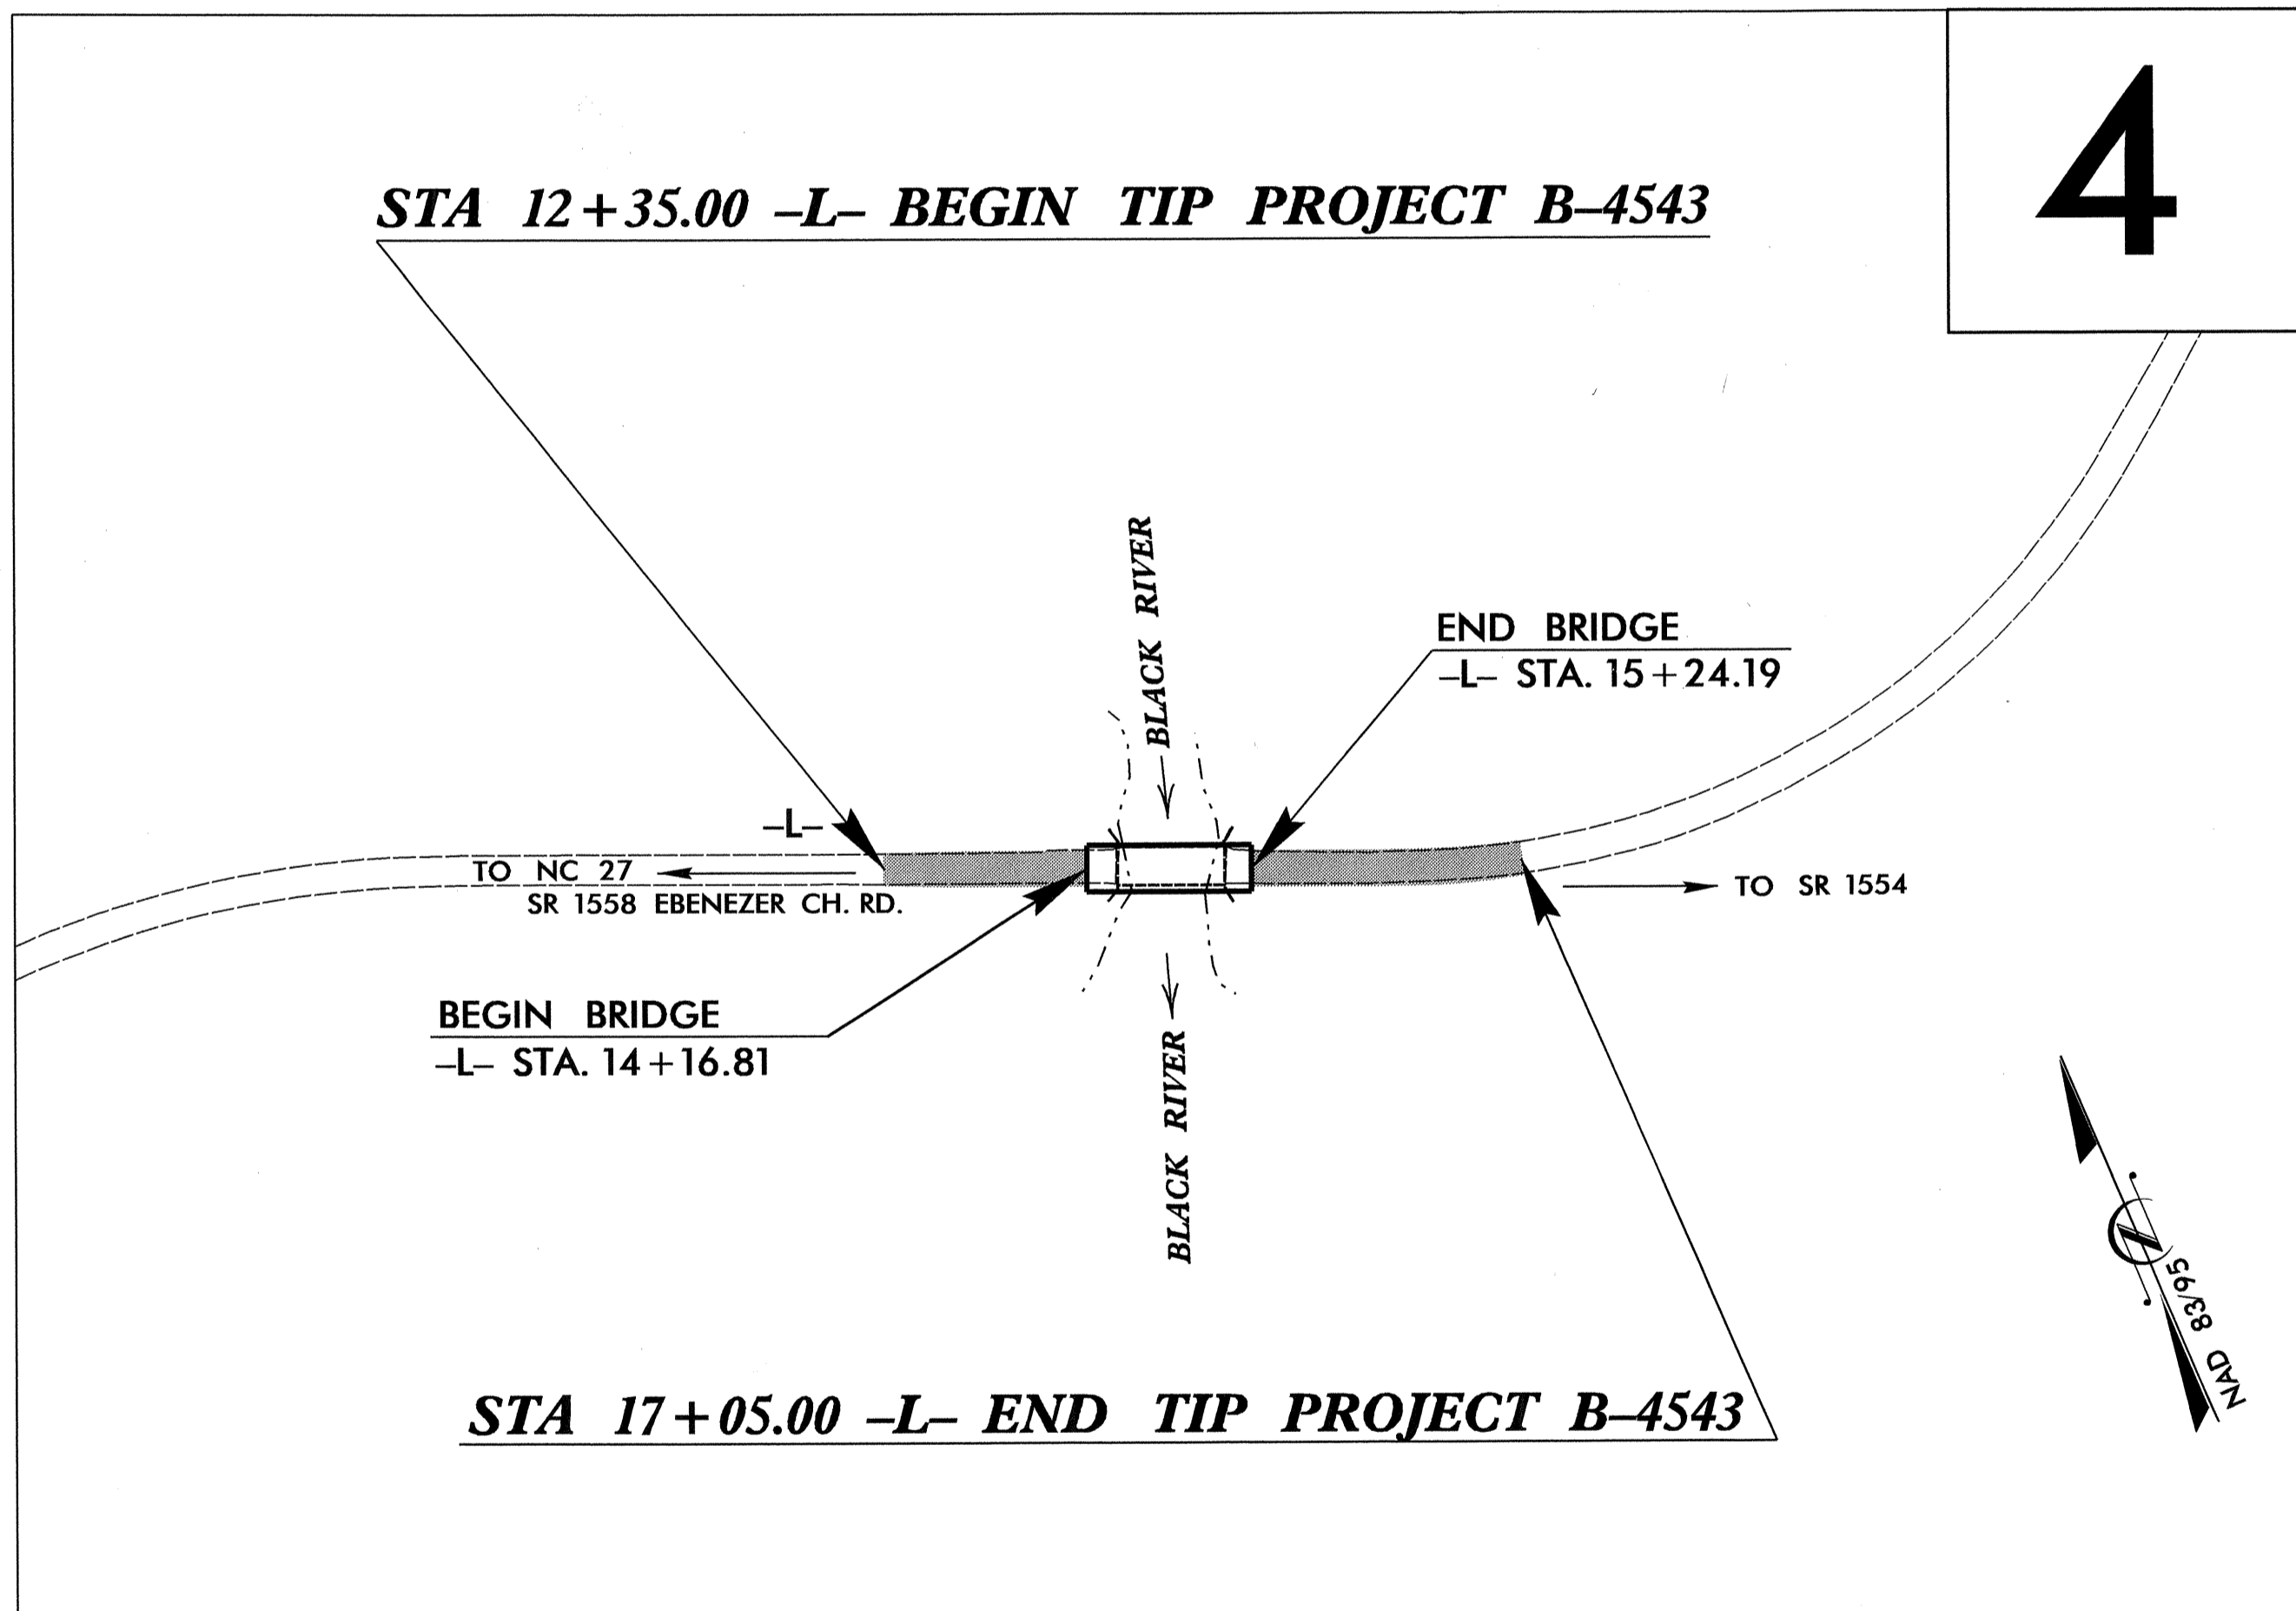 4
STA 12+35.00 –L– BEGIN TIP PROJECT B–4543
BLACK RIVER
END BRIDGE
–L– STA. 15+24.19
–L–
TO NC 27
SR 1558 EBENEZER CH. RD.
TO SR 1554
BEGIN BRIDGE
–L– STA. 14+16.81
BLACK RIVER
N
NAD 83/95
STA 17+05.00 –L– END TIP PROJECT B–4543